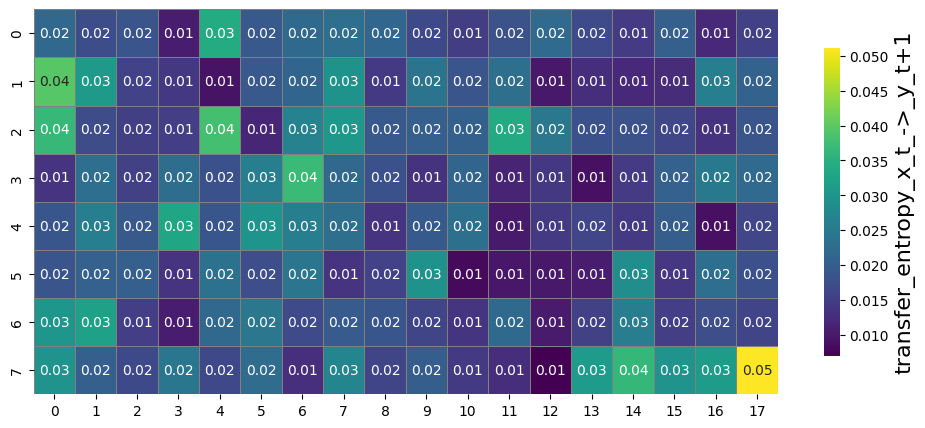 0 0.02 0.02 0.02 0.01 0.03 0.02 0.02 0.02 0.02 0.02 0.01 0.02 0.02 0.02 0.01 0.02 0.01 0.02
1 0.04 0.03 0.02 0.01 0.01 0.02 0.02 0.03 0.01 0.02 0.02 0.02 0.01 0.01 0.01 0.01 0.03 0.02
2 0.04 0.02 0.02 0.01 0.04 0.01 0.03 0.03 0.02 0.02 0.02 0.03 0.02 0.02 0.02 0.02 0.01 0.02
3 0.01 0.02 0.02 0.02 0.02 0.03 0.04 0.02 0.02 0.01 0.02 0.01 0.01 0.01 0.01 0.02 0.02 0.02
4 0.02 0.03 0.02 0.03 0.02 0.03 0.03 0.02 0.01 0.02 0.02 0.01 0.01 0.02 0.01 0.02 0.01 0.02
5 0.02 0.02 0.02 0.01 0.02 0.02 0.02 0.01 0.02 0.03 0.01 0.01 0.01 0.01 0.03 0.01 0.02 0.02
6 0.03 0.03 0.01 0.01 0.02 0.02 0.02 0.02 0.02 0.02 0.01 0.02 0.01 0.02 0.03 0.02 0.02 0.02
7 0.03 0.02 0.02 0.02 0.02 0.02 0.01 0.03 0.02 0.02 0.01 0.01 0.01 0.03 0.04 0.03 0.03 0.05
0 1 2 3 4 5 6 7 8 9 10 11 12 13 14 15 16 17
0.050
0.045
0.040
0.035
0.030
0.025
0.020
0.015
0.010
transfer_entropy_x_t_->_y_t+1